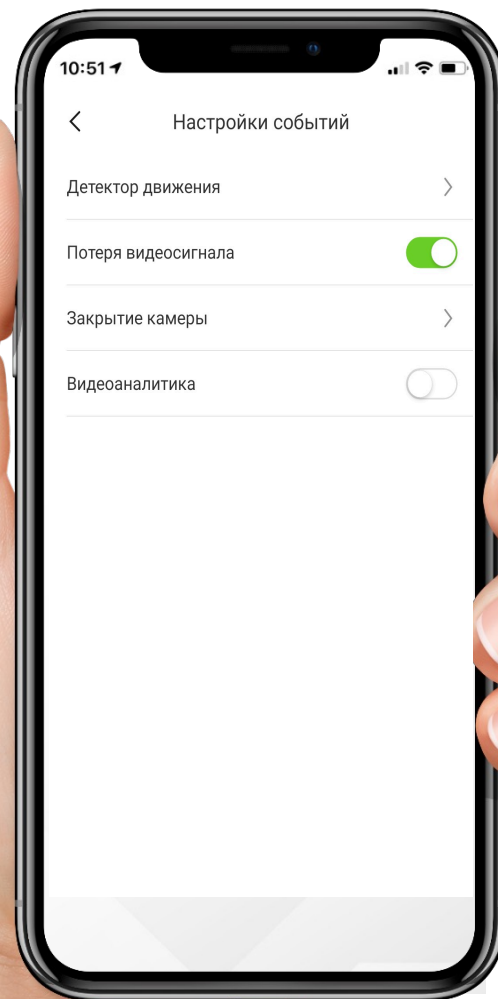 10:51
Настройки событий
Детектор движения
Потеря видеосигнала
Закрытие камеры
Видеоаналитика